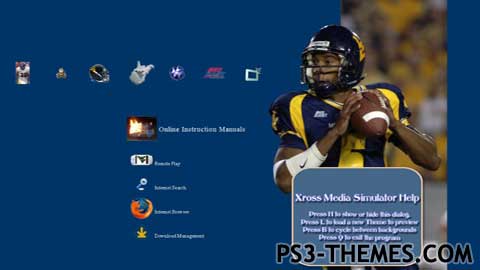 Online Instruction Manuals
Remote Play
Internet Search
Internet Browser
Download Management
Xross Media Simulator Help
Press H to show or hide this dialog.
Press L to load a new Theme to preview
Press B to cycle between backgrounds
Press Q to exit the program
PS3-THEMES.COM